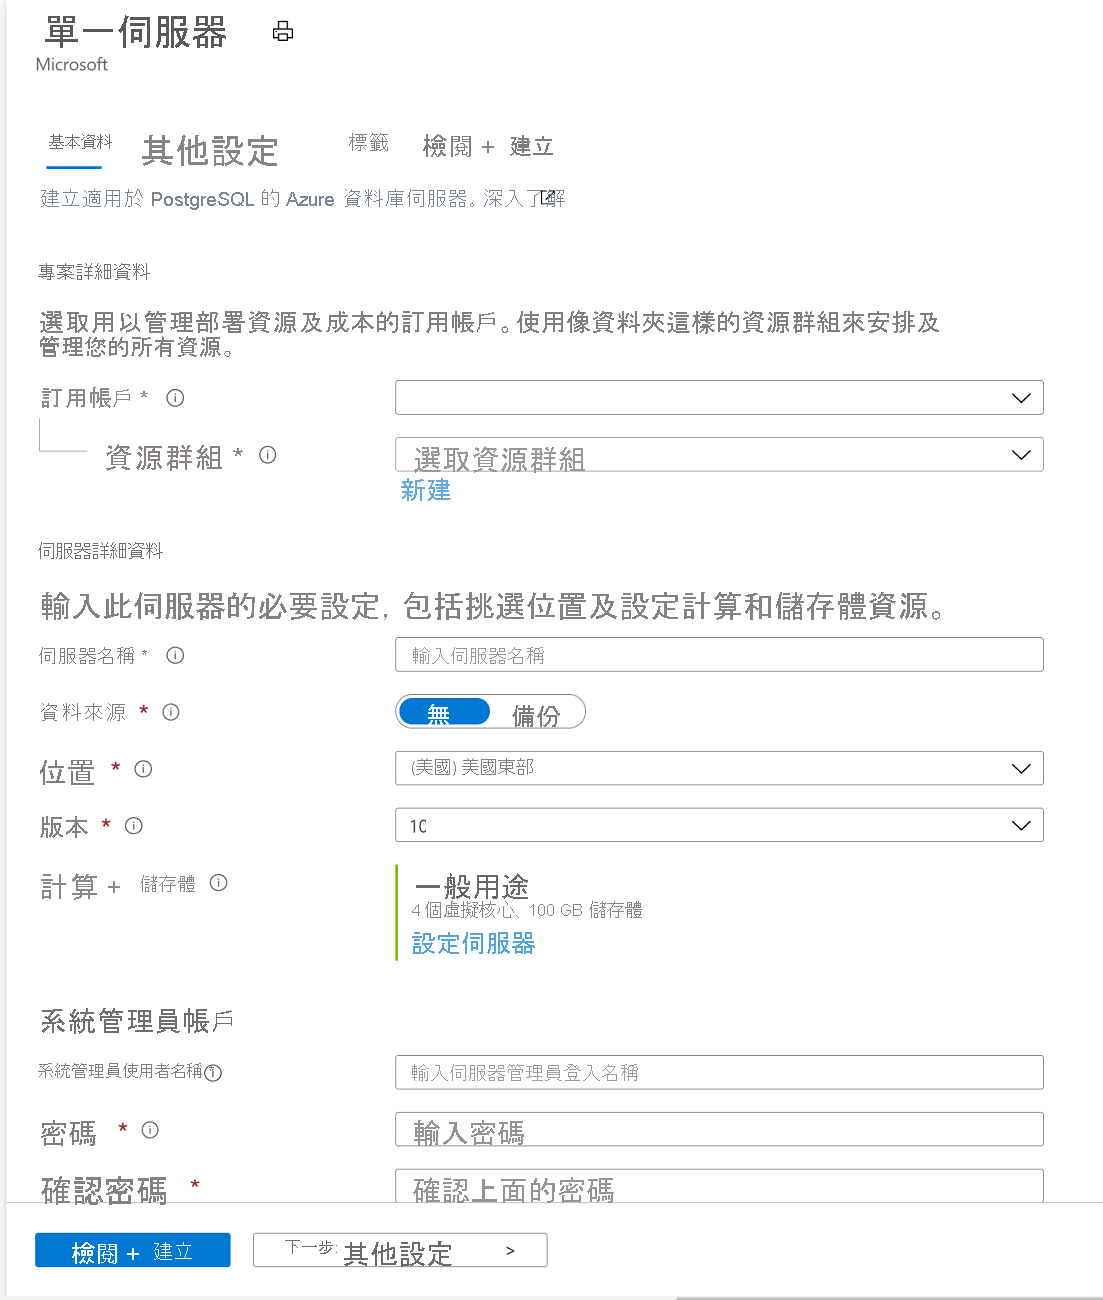 單一伺服器
Microsoft
基本資料 其他設定 標籤 檢閱 + 建立
建立適用於 PostgreSQL 的 Azure 資料庫伺服器。深入了解
專案詳細資料
選取用以管理部署資源及成本的訂用帳戶。使用像資料夾這樣的資源群組來安排及
管理您的所有資源。
訂用帳戶 *
資源群組 * 選取資源群組
新建
伺服器詳細資料
輸入此伺服器的必要設定, 包括挑選位置及設定計算和儲存體資源。
伺服器名稱 * 輸入伺服器名稱
資料來源 * 無 備份
位置 * (美國) 美國東部
版本 * 10
計算 + 儲存體 一般用途
4 個虛擬核心、100 GB 儲存體
設定伺服器
系統管理員帳戶
系統管理員使用者名稱 * 輸入伺服器管理員登入名稱
密碼 * 輸入密碼
確認密碼 * 確認上面的密碼
檢閱 + 建立 下一步: 其他設定 >